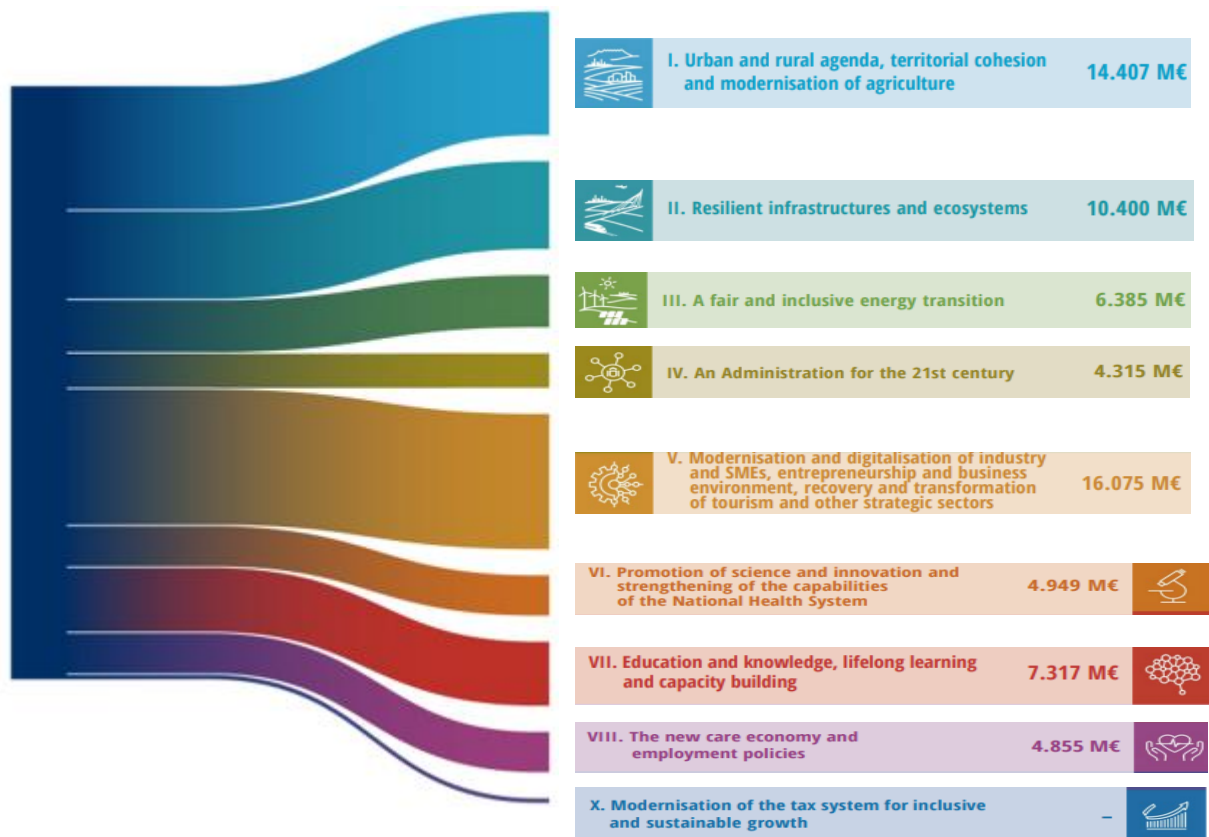 I. Urban and rural agenda, territorial cohesion
and modernisation of agriculture
14.407 M€
II. Resilient infrastructures and ecosystems
10.400 M€
III. A fair and inclusive energy transition
6.385 M€
IV. An Administration for the 21st century
4.315 M€
V. Modernisation and digitalisation of industry
and SMEs, entrepreneurship and business
environment, recovery and transformation
of tourism and other strategic sectors
16.075 M€
VI. Promotion of science and innovation and
strengthening of the capabilities
of the National Health System
4.949 M€
VII. Education and knowledge, lifelong learning
and capacity building
7.317 M€
VIII. The new care economy and
employment policies
4.855 M€
X. Modernisation of the tax system for inclusive
and sustainable growth
–